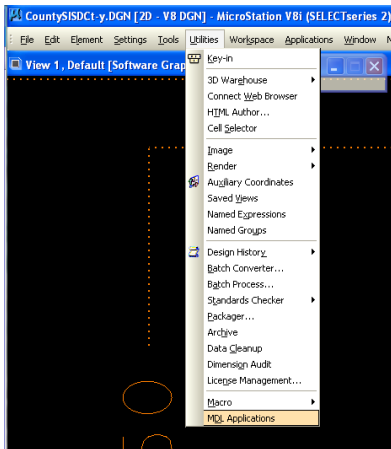 CountySISDCt-y.DGN [2D - V8 DGN] - MicroStation V8i (SELECTseries 2)
File Edit Element Settings Tools Utilities Workspace Applications Window
View 1, Default [Software Grap
Key-in
3D Warehouse
Connect Web Browser
HTML Author...
Cell Selector
Image
Render
Auxiliary Coordinates
Saved Views
Named Expressions
Named Groups
Design History
Batch Converter...
Batch Process...
Standards Checker
Packager...
Archive
Data Cleanup
Dimension Audit
License Management...
Macro
MDL Applications